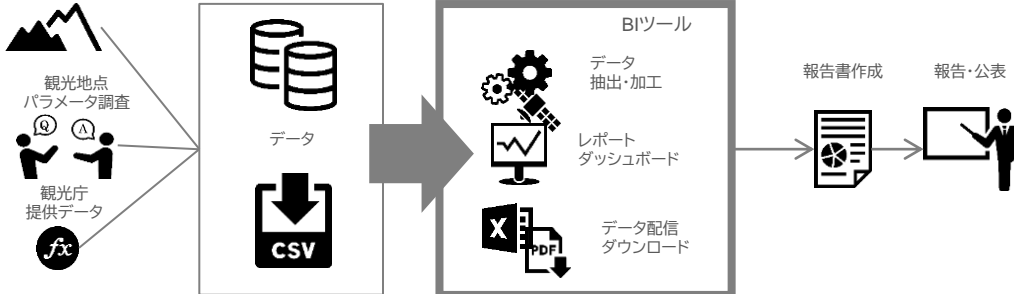 観光地点
パラメータ調査
Q
A
観光庁
提供データ
fx
データ
CSV
BIツール
データ
抽出・加工
レポート
ダッシュボード
X
PDF
データ配信
ダウンロード
報告書作成
報告・公表